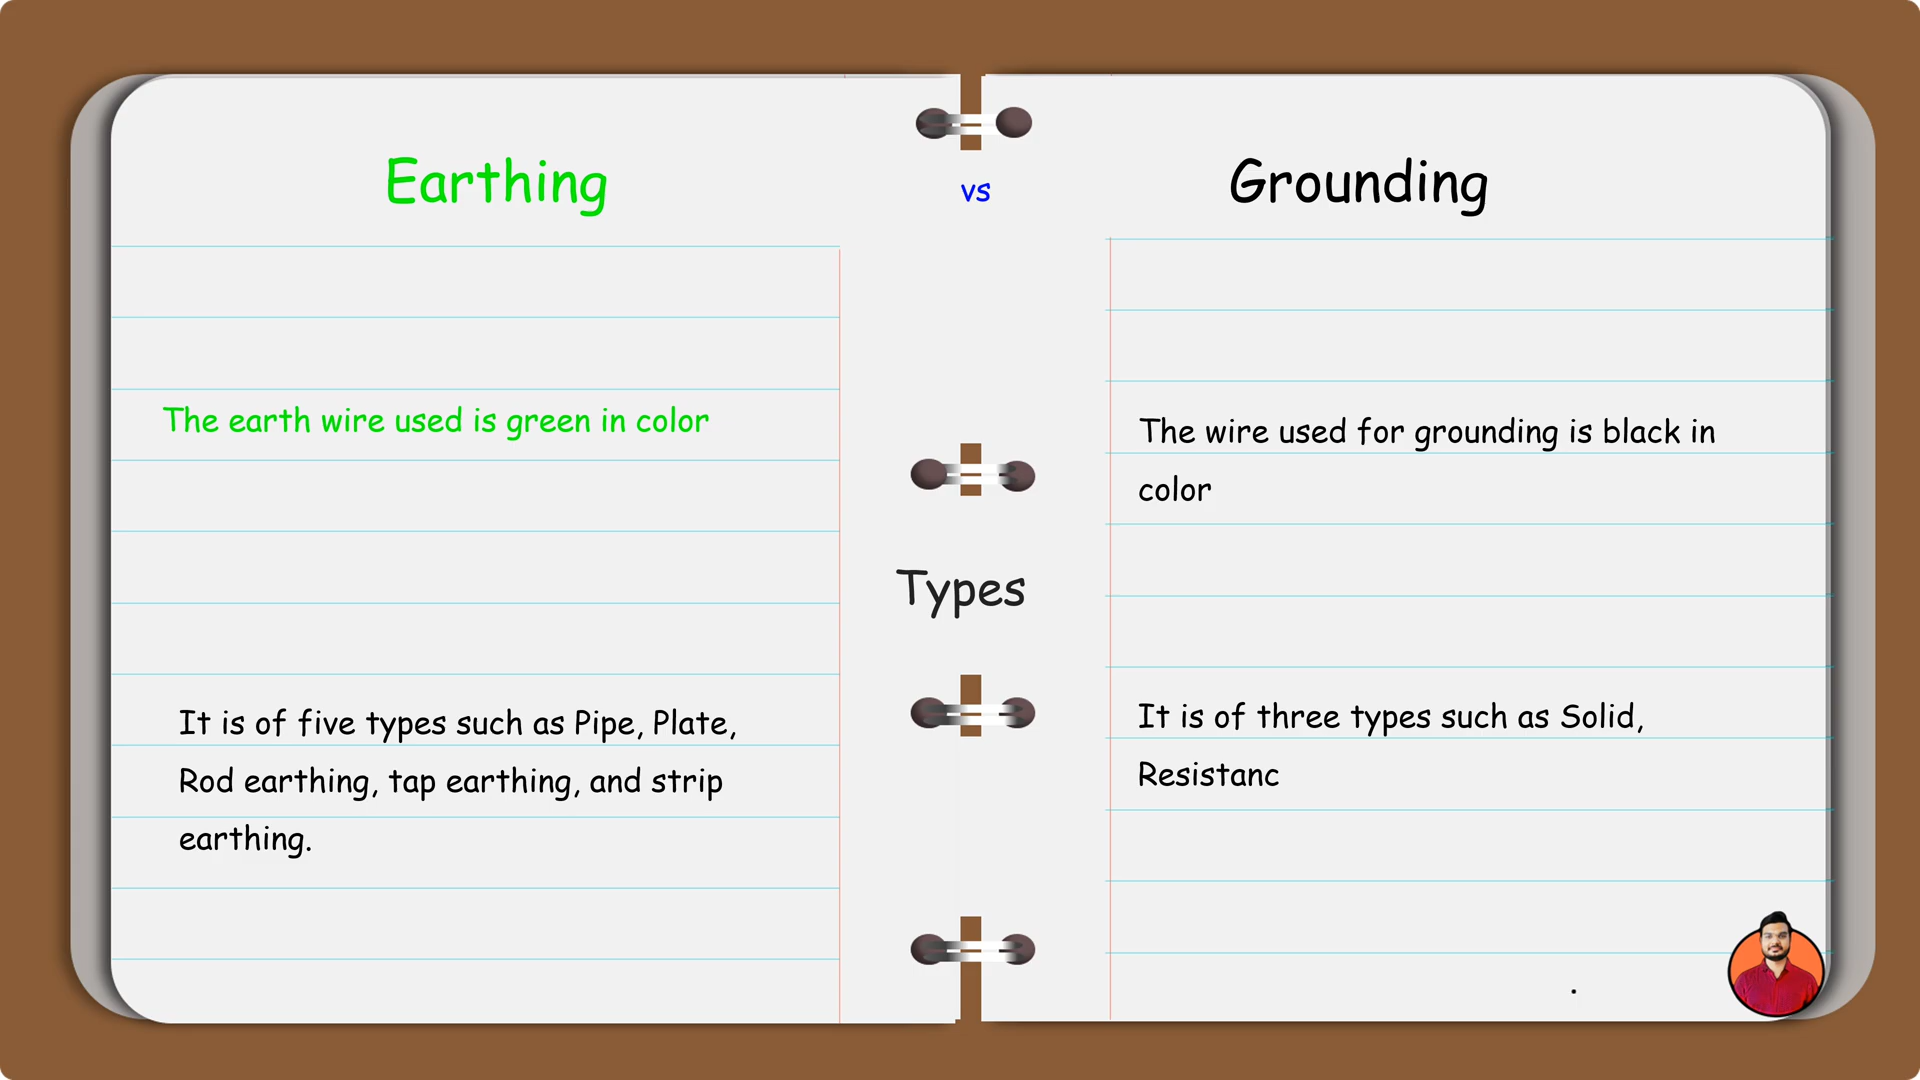 Earthing
vs
Grounding
The earth wire used is green in color
The wire used for grounding is black in
color
Types
It is of five types such as Pipe, Plate,
Rod earthing, tap earthing, and strip
earthing.
It is of three types such as Solid,
Resistanc
.